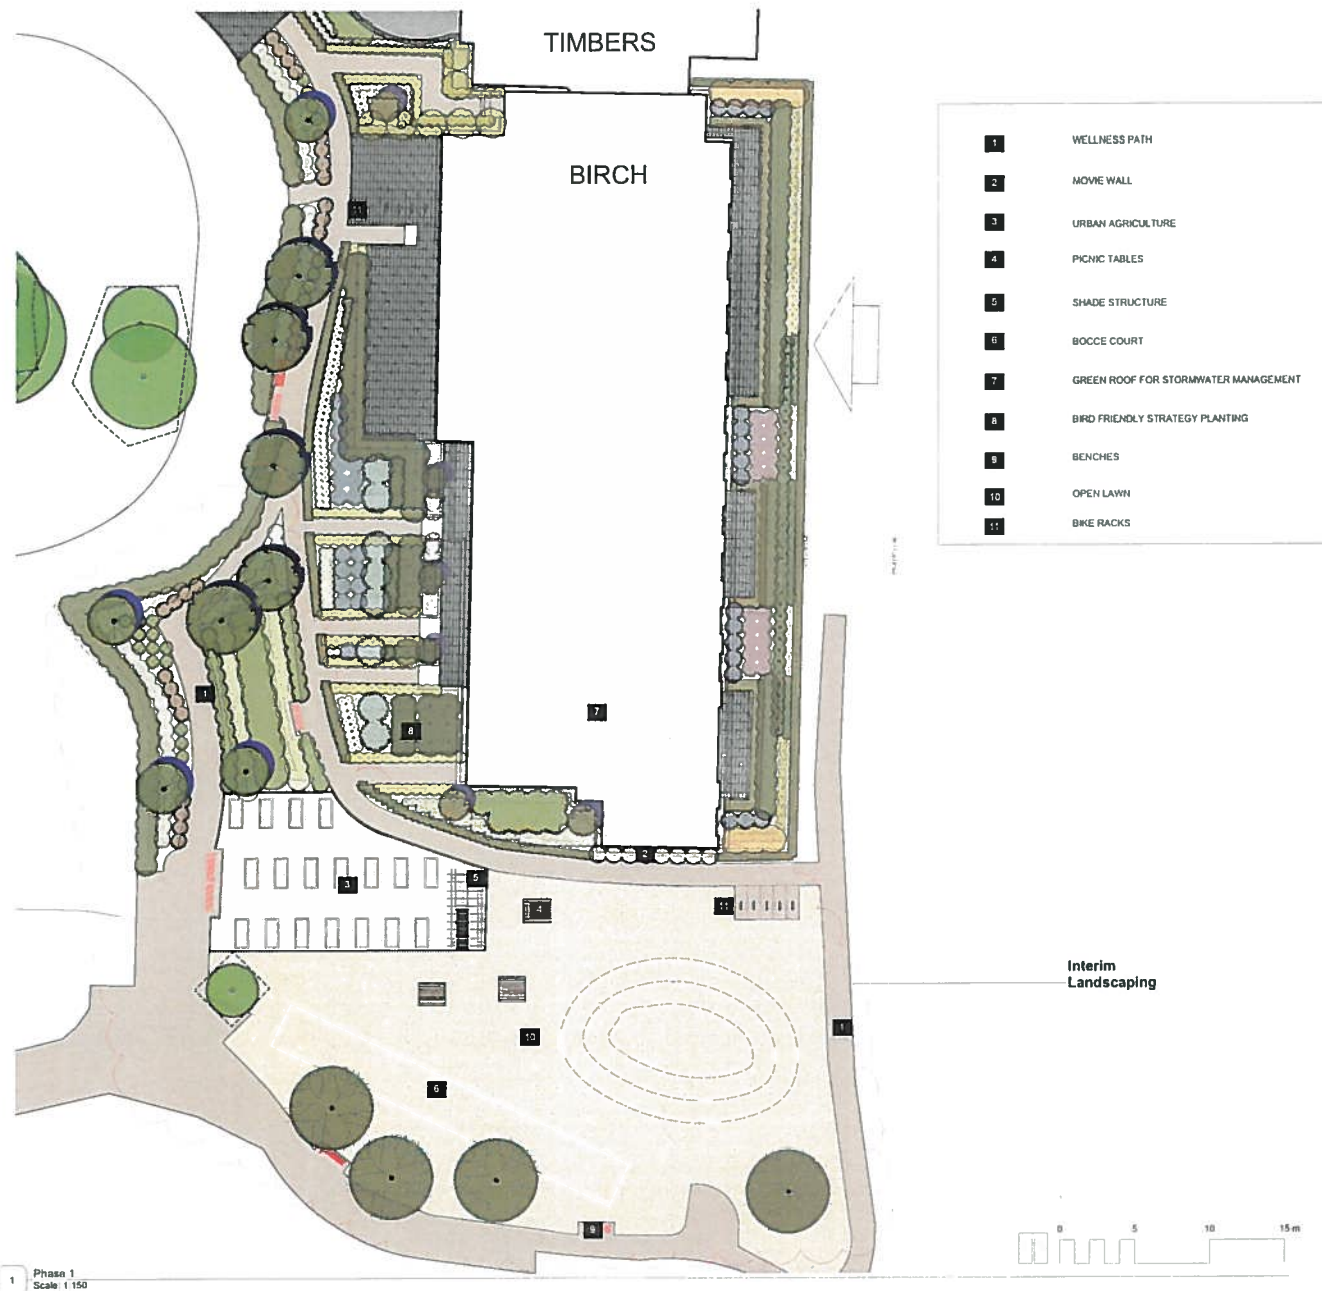 TIMBERS
BIRCH
1 WELLNESS PATH
2 MOVIE WALL
3 URBAN AGRICULTURE
4 PICNIC TABLES
5 SHADE STRUCTURE
6 BOCCE COURT
7 GREEN ROOF FOR STORMWATER MANAGEMENT
8 BIRD FRIENDLY STRATEGY PLANTING
9 BENCHES
10 OPEN LAWN
11 BIKE RACKS
11
1
7
8
2
3
5
4
11
Interim
Landscaping
10
1
6
9
0 5 10 15 m
1 Phase 1
Scale 1:150